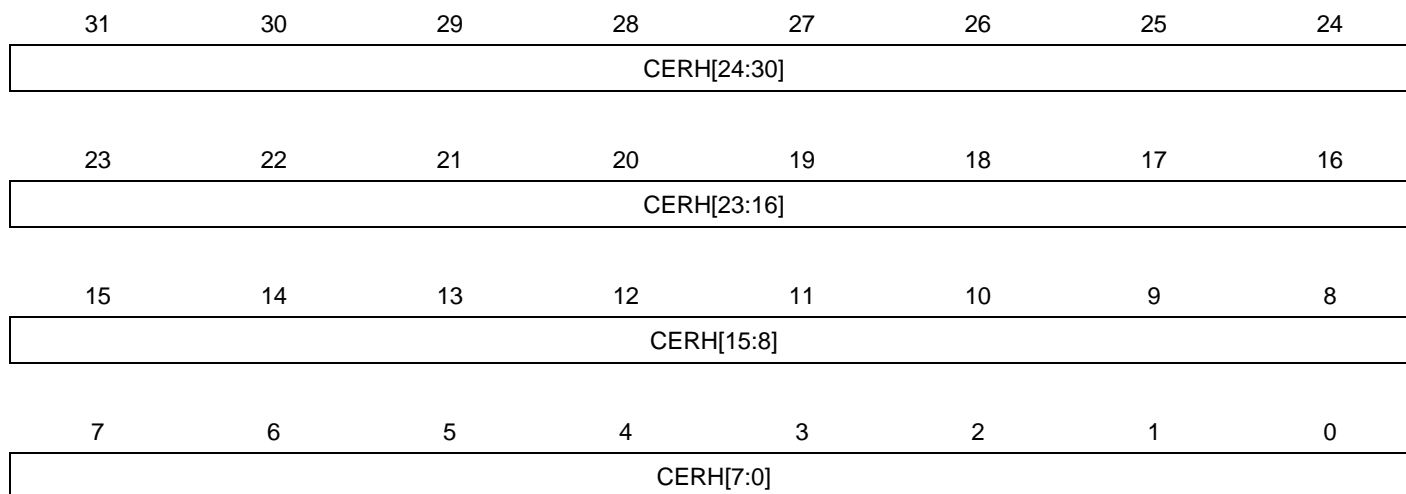 31 30 29 28 27 26 25 24
CERH[24:30]
23 22 21 20 19 18 17 16
CERH[23:16]
15 14 13 12 11 10 9 8
CERH[15:8]
7 6 5 4 3 2 1 0
CERH[7:0]